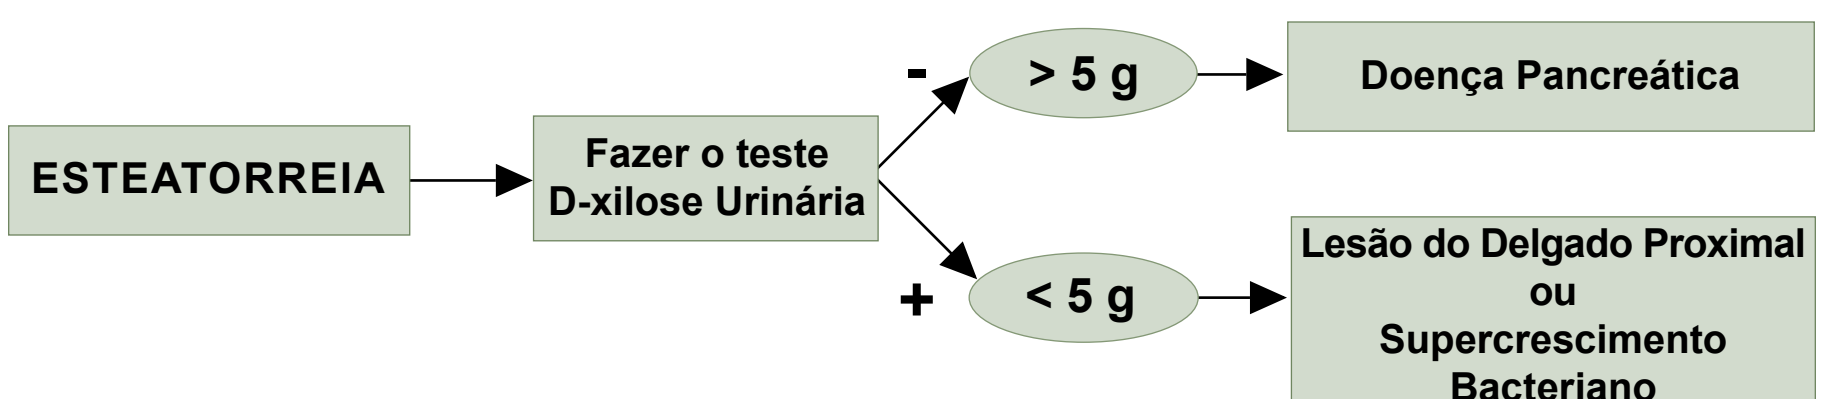 ESTEATORREIA
Fazer o teste
D-xilose Urinária
-
> 5 g
Doença Pancreática
+
< 5 g
Lesão do Delgado Proximal
ou
Supercrescimento
Bacteriano